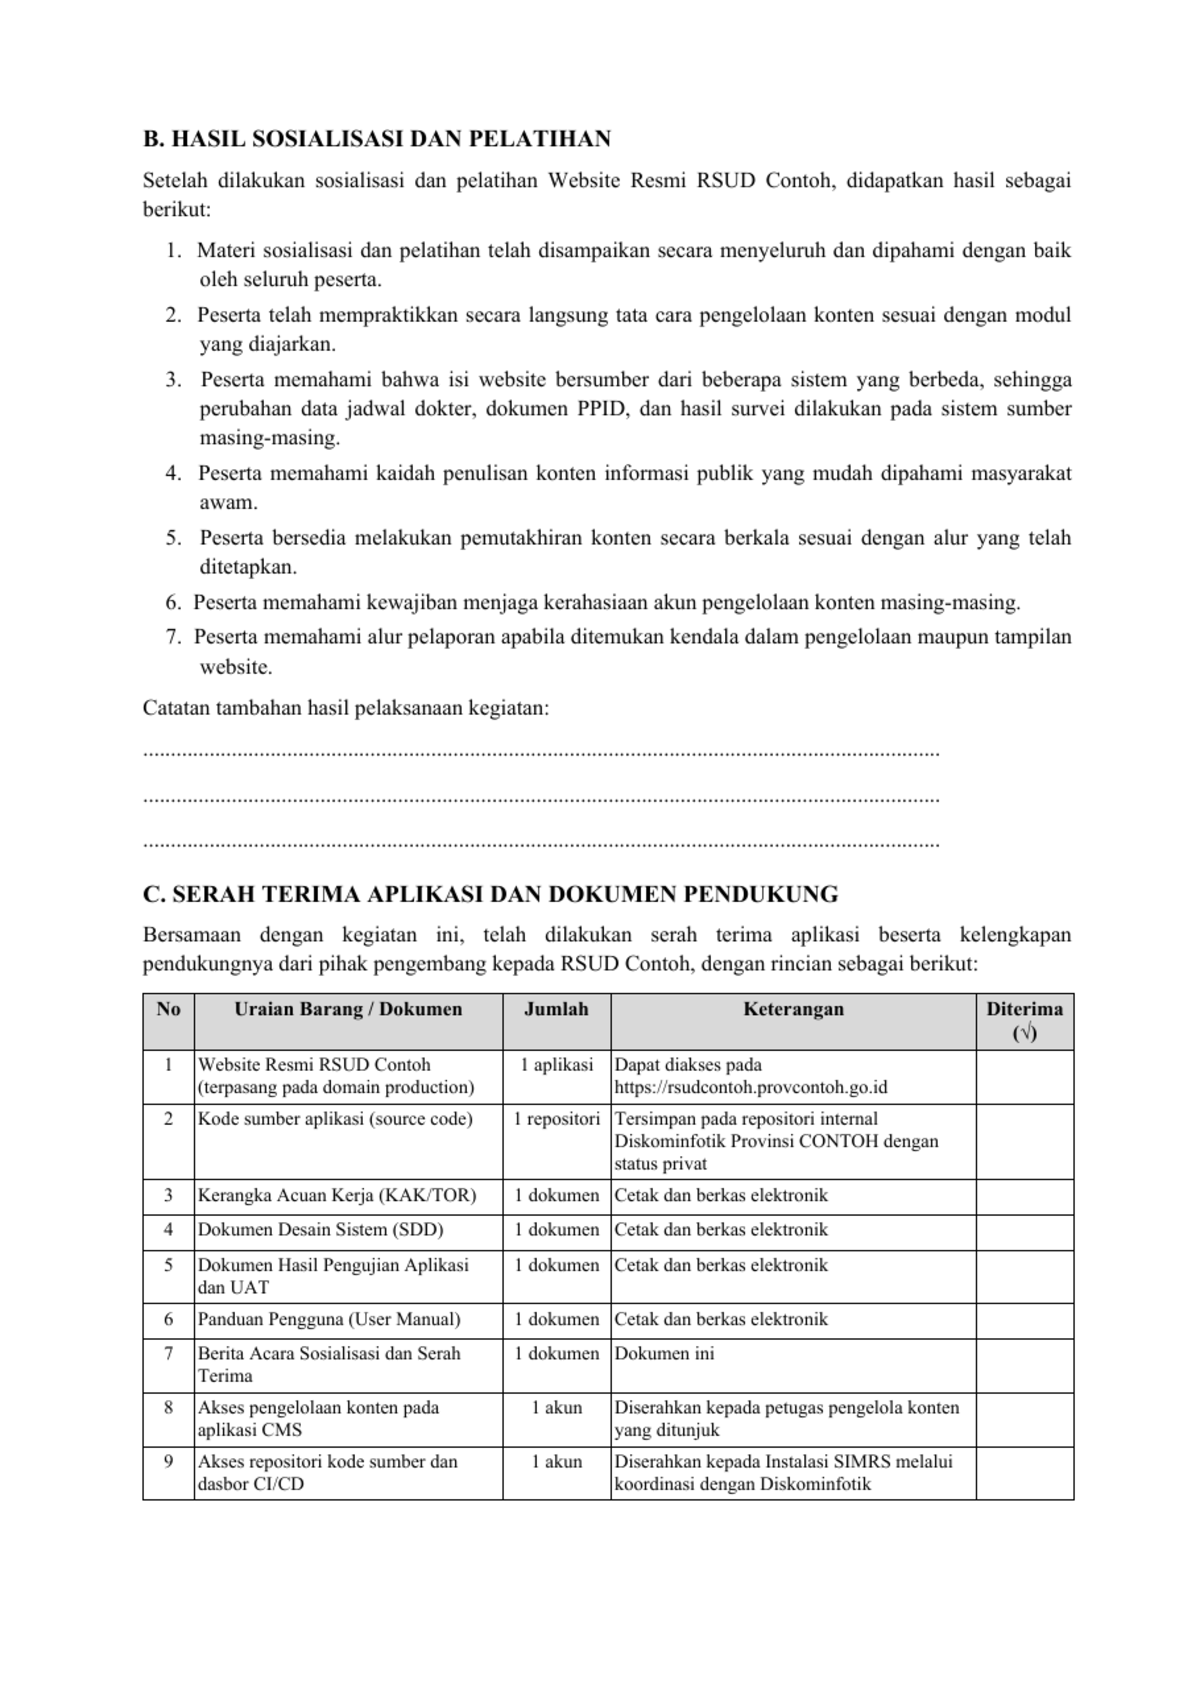 B. HASIL SOSIALISASI DAN PELATIHAN
Setelah dilakukan sosialisasi dan pelatihan Website Resmi RSUD Contoh, didapatkan hasil sebagai
berikut:
1. Materi sosialisasi dan pelatihan telah disampaikan secara menyeluruh dan dipahami dengan baik
oleh seluruh peserta.
2. Peserta telah mempraktikkan secara langsung tata cara pengelolaan konten sesuai dengan modul
yang diajarkan.
3. Peserta memahami bahwa isi website bersumber dari beberapa sistem yang berbeda, sehingga
perubahan data jadwal dokter, dokumen PPID, dan hasil survei dilakukan pada sistem sumber
masing-masing.
4. Peserta memahami kaidah penulisan konten informasi publik yang mudah dipahami masyarakat
awam.
5. Peserta bersedia melakukan pemutakhiran konten secara berkala sesuai dengan alur yang telah
ditetapkan.
6. Peserta memahami kewajiban menjaga kerahasiaan akun pengelolaan konten masing-masing.
7. Peserta memahami alur pelaporan apabila ditemukan kendala dalam pengelolaan maupun tampilan
website.
Catatan tambahan hasil pelaksanaan kegiatan:
................................................................................................................................................
................................................................................................................................................
................................................................................................................................................
C. SERAH TERIMA APLIKASI DAN DOKUMEN PENDUKUNG
Bersamaan dengan kegiatan ini, telah dilakukan serah terima aplikasi beserta kelengkapan
pendukungnya dari pihak pengembang kepada RSUD Contoh, dengan rincian sebagai berikut:
No Uraian Barang / Dokumen Jumlah Keterangan Diterima
(√)
1 Website Resmi RSUD Contoh 1 aplikasi Dapat diakses pada
(terpasang pada domain production) https://rsudcontoh.provcontoh.go.id
2 Kode sumber aplikasi (source code) 1 repositori Tersimpan pada repositori internal
Diskominfotik Provinsi CONTOH dengan
status privat
3 Kerangka Acuan Kerja (KAK/TOR) 1 dokumen Cetak dan berkas elektronik
4 Dokumen Desain Sistem (SDD) 1 dokumen Cetak dan berkas elektronik
5 Dokumen Hasil Pengujian Aplikasi 1 dokumen Cetak dan berkas elektronik
dan UAT
6 Panduan Pengguna (User Manual) 1 dokumen Cetak dan berkas elektronik
7 Berita Acara Sosialisasi dan Serah 1 dokumen Dokumen ini
Terima
8 Akses pengelolaan konten pada 1 akun Diserahkan kepada petugas pengelola konten
aplikasi CMS yang ditunjuk
9 Akses repositori kode sumber dan 1 akun Diserahkan kepada Instalasi SIMRS melalui
dasbor CI/CD koordinasi dengan Diskominfotik